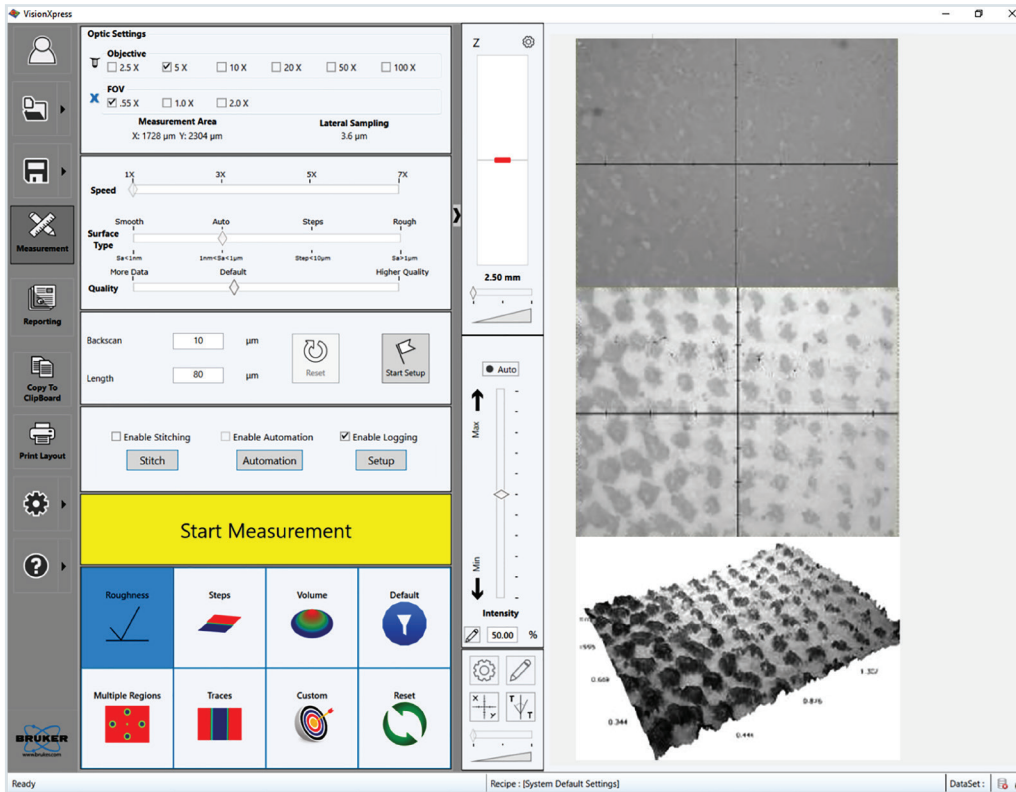 VisionXpress
Optic Settings
Objective
2.5 X 5 X 10 X 20 X 50 X 100 X
FOV
.55 X 1.0 X 2.0 X
Measurement Area Lateral Sampling
X: 1728 µm Y: 2304 µm 3.6 µm
1X 3X 5X 7X
Speed
Smooth Auto Steps Rough
Surface Type
Sa<1nm 1nm<Sa<1µm Step<10µm Sa>1µm
More Data Default Higher Quality
Quality
Backscan 10 µm
Length 80 µm
Reset
Start Setup
Enable Stitching Enable Automation Enable Logging
Stitch Automation Setup
Start Measurement
Roughness Steps Volume Default
Multiple Regions Traces Custom Reset
Measurement
Reporting
Copy To
ClipBoard
Print Layout
BRUKER
www.bruker.com
Z
2.50 mm
Auto
Max
Min
Intensity
50.00 %
X
Y
T
T
0.344
0.446
0.876
Ready
Recipe : [System Default Settings]
DataSet :